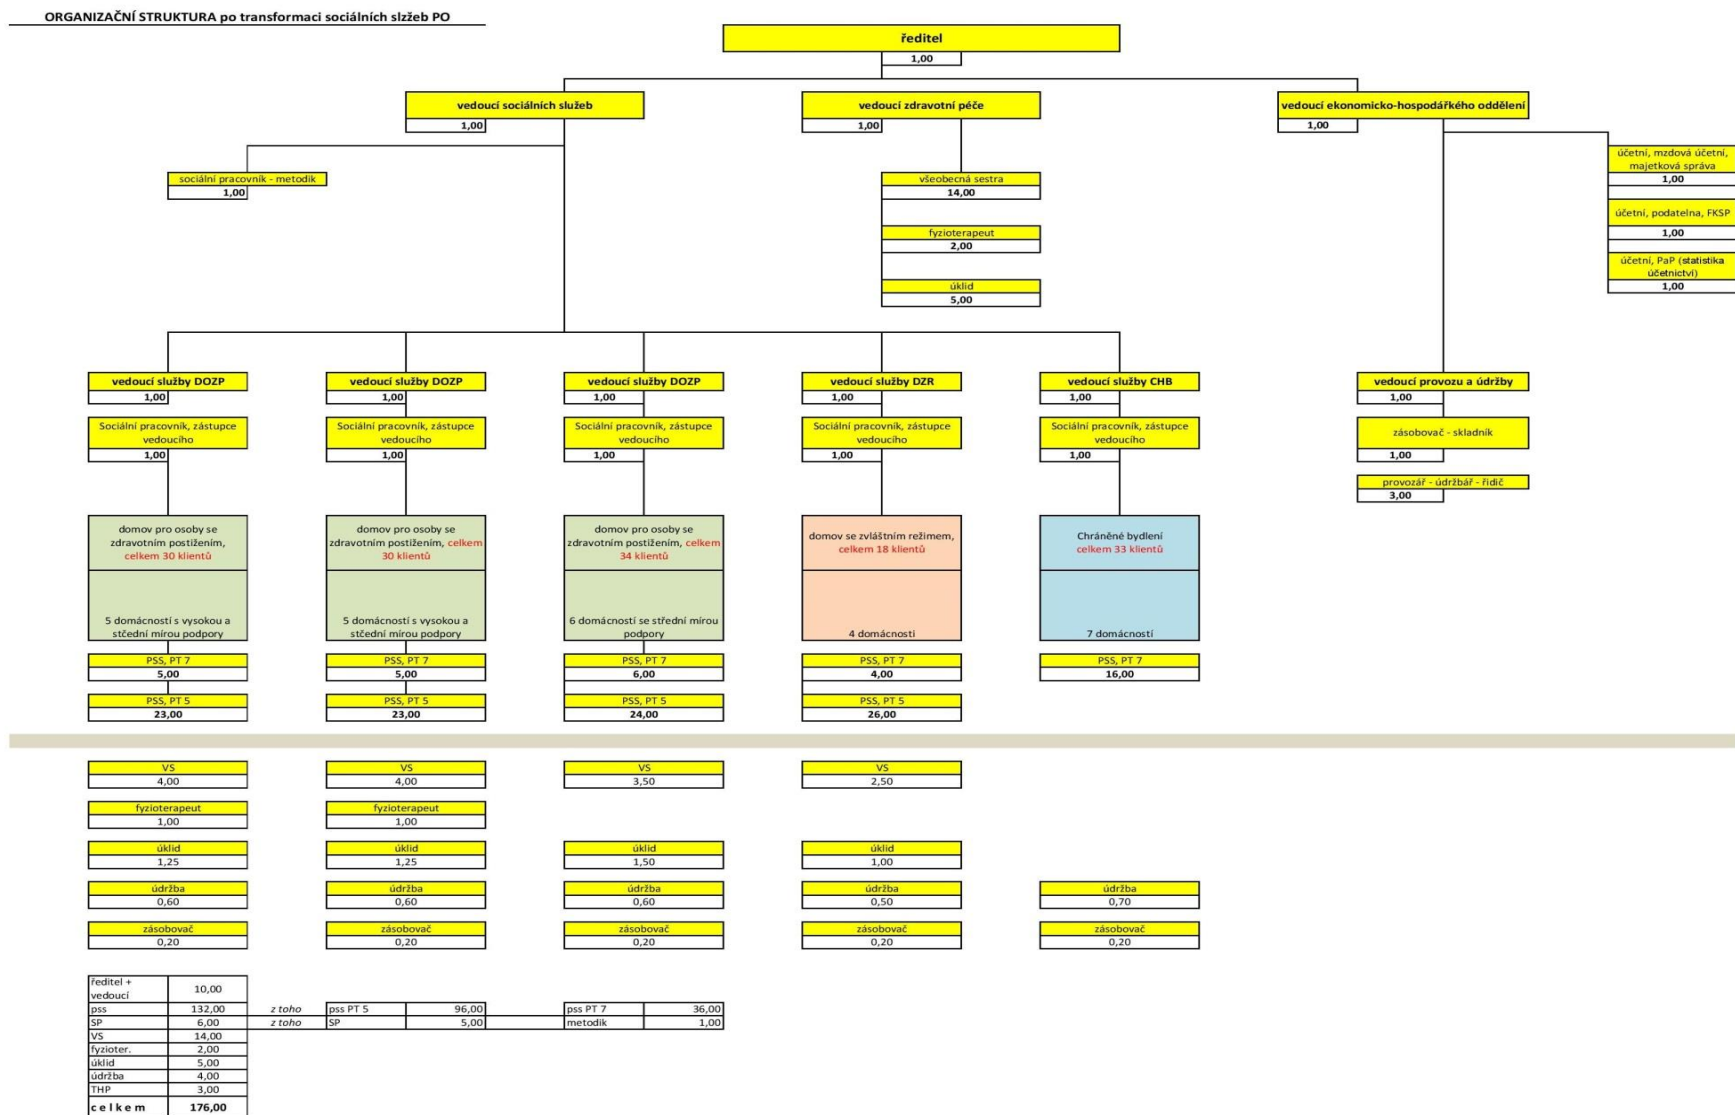 ORGANIZAČNÍ STRUKTURA po transformaci sociálních slzžeb PO
ředitel
1,00
vedoucí sociálních služeb
1,00
vedoucí zdravotní péče
1,00
vedoucí ekonomicko-hospodářkého oddělení
1,00
sociální pracovník - metodik
1,00
všeobecná sestra
14,00
fyzioterapeut
2,00
úklid
5,00
účetní, mzdová účetní,
majetková správa
1,00
účetní, podatelna, FKSP
1,00
účetní, PaP (statistika
účetnictví)
1,00
vedoucí služby DOZP
1,00
vedoucí služby DOZP
1,00
vedoucí služby DOZP
1,00
vedoucí služby DZR
1,00
vedoucí služby CHB
1,00
vedoucí provozu a údržby
1,00
Sociální pracovník, zástupce
vedoucího
1,00
Sociální pracovník, zástupce
vedoucího
1,00
Sociální pracovník, zástupce
vedoucího
1,00
Sociální pracovník, zástupce
vedoucího
1,00
Sociální pracovník, zástupce
vedoucího
1,00
zásobovač - skladník
1,00
provozář - údržbář - řidič
3,00
domov pro osoby se
zdravotním postižením,
celkem 30 klientů
domov pro osoby se
zdravotním postižením, celkem
30 klientů
domov pro osoby se
zdravotním postižením, celkem
34 klientů
domov se zvláštním režimem,
celkem 18 klientů
Chráněné bydlení
celkem 33 klientů
5 domácností s vysokou a
stčední mírou podpory
5 domácností s vysokou a
stčední mírou podpory
6 domácností se střední mírou
podpory
4 domácnosti
7 domácností
PSS, PT 7
5,00
PSS, PT 7
5,00
PSS, PT 7
6,00
PSS, PT 7
4,00
PSS, PT 7
16,00
PSS, PT 5
23,00
PSS, PT 5
23,00
PSS, PT 5
24,00
PSS, PT 5
26,00
VS
4,00
VS
4,00
VS
3,50
VS
2,50
fyzioterapeut
1,00
fyzioterapeut
1,00
úklid
1,25
úklid
1,25
úklid
1,50
úklid
1,00
údržba
0,60
údržba
0,60
údržba
0,60
údržba
0,50
údržba
0,70
zásobovač
0,20
zásobovač
0,20
zásobovač
0,20
zásobovač
0,20
zásobovač
0,20
ředitel +
vedoucí 10,00
pss 132,00 z toho pss PT 5 96,00 pss PT 7 36,00
SP 6,00 z toho SP 5,00 metodik 1,00
VS 14,00
fyzioter. 2,00
úklid 5,00
údržba 4,00
THP 3,00
c e l k e m 176,00